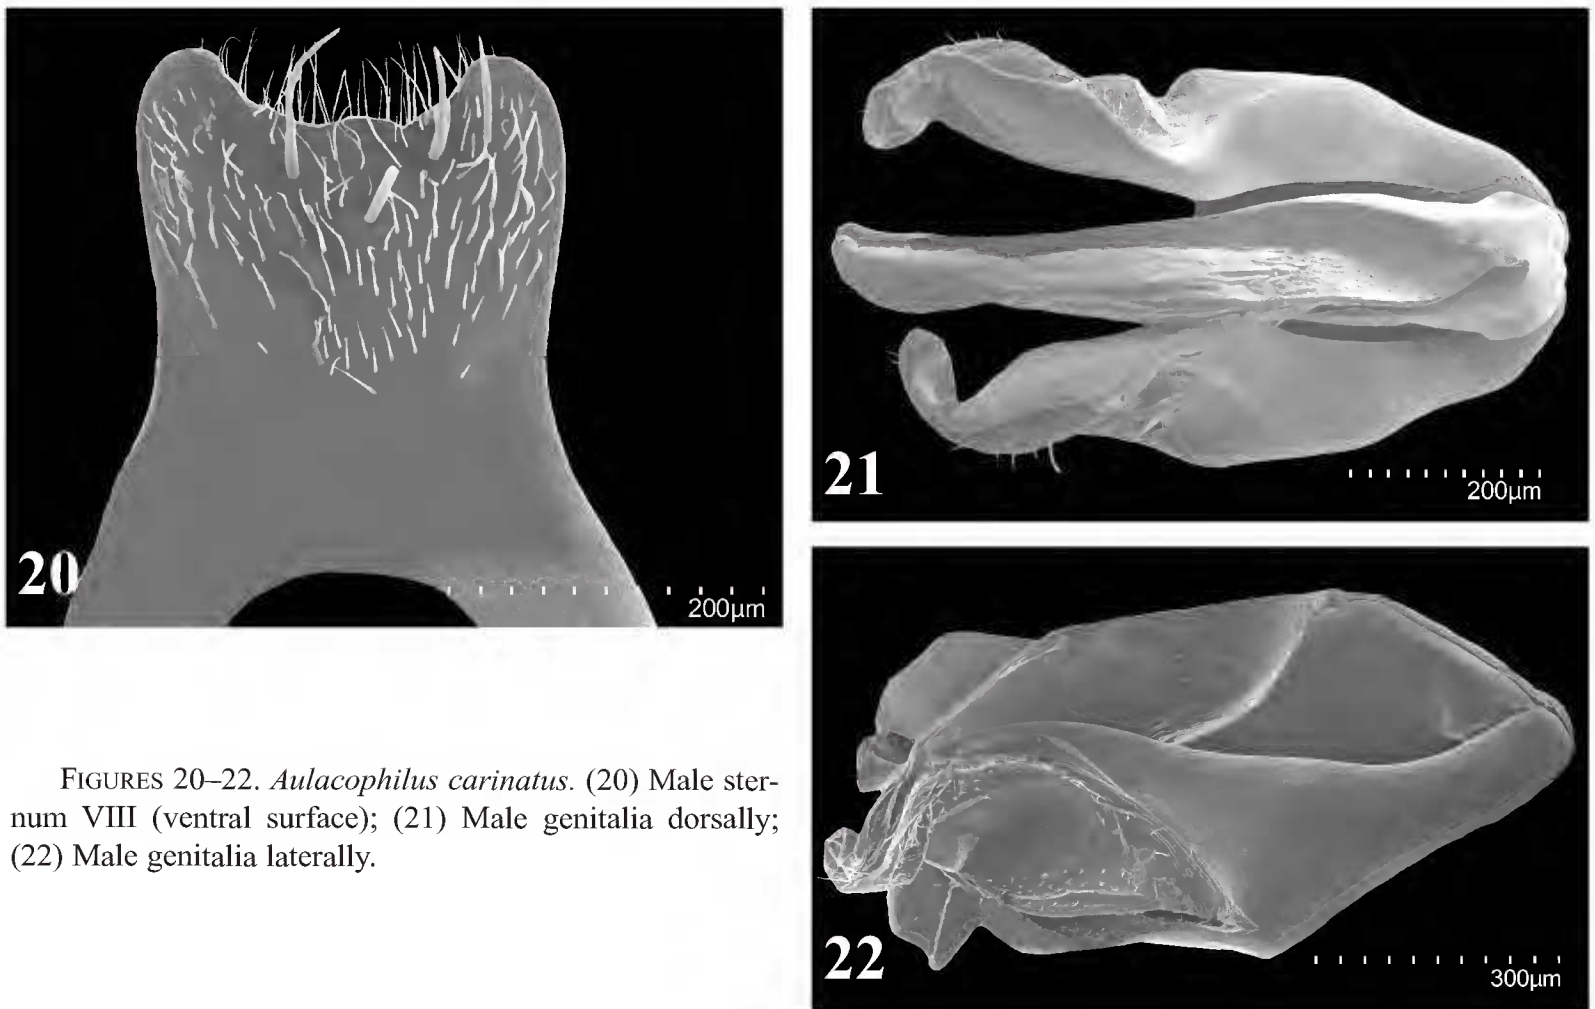 20
200µm
21
200µm
22
300µm
FIGURES 20–22. Aulacophilus carinatus. (20) Male ster-
num VIII (ventral surface); (21) Male genitalia dorsally;
(22) Male genitalia laterally.